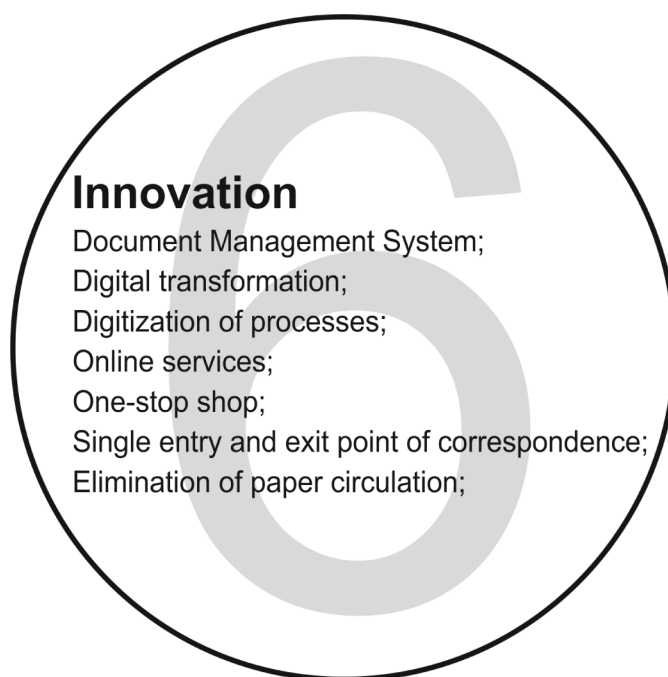 6
Innovation
Document Management System;
Digital transformation;
Digitization of processes;
Online services;
One-stop shop;
Single entry and exit point of correspondence;
Elimination of paper circulation;